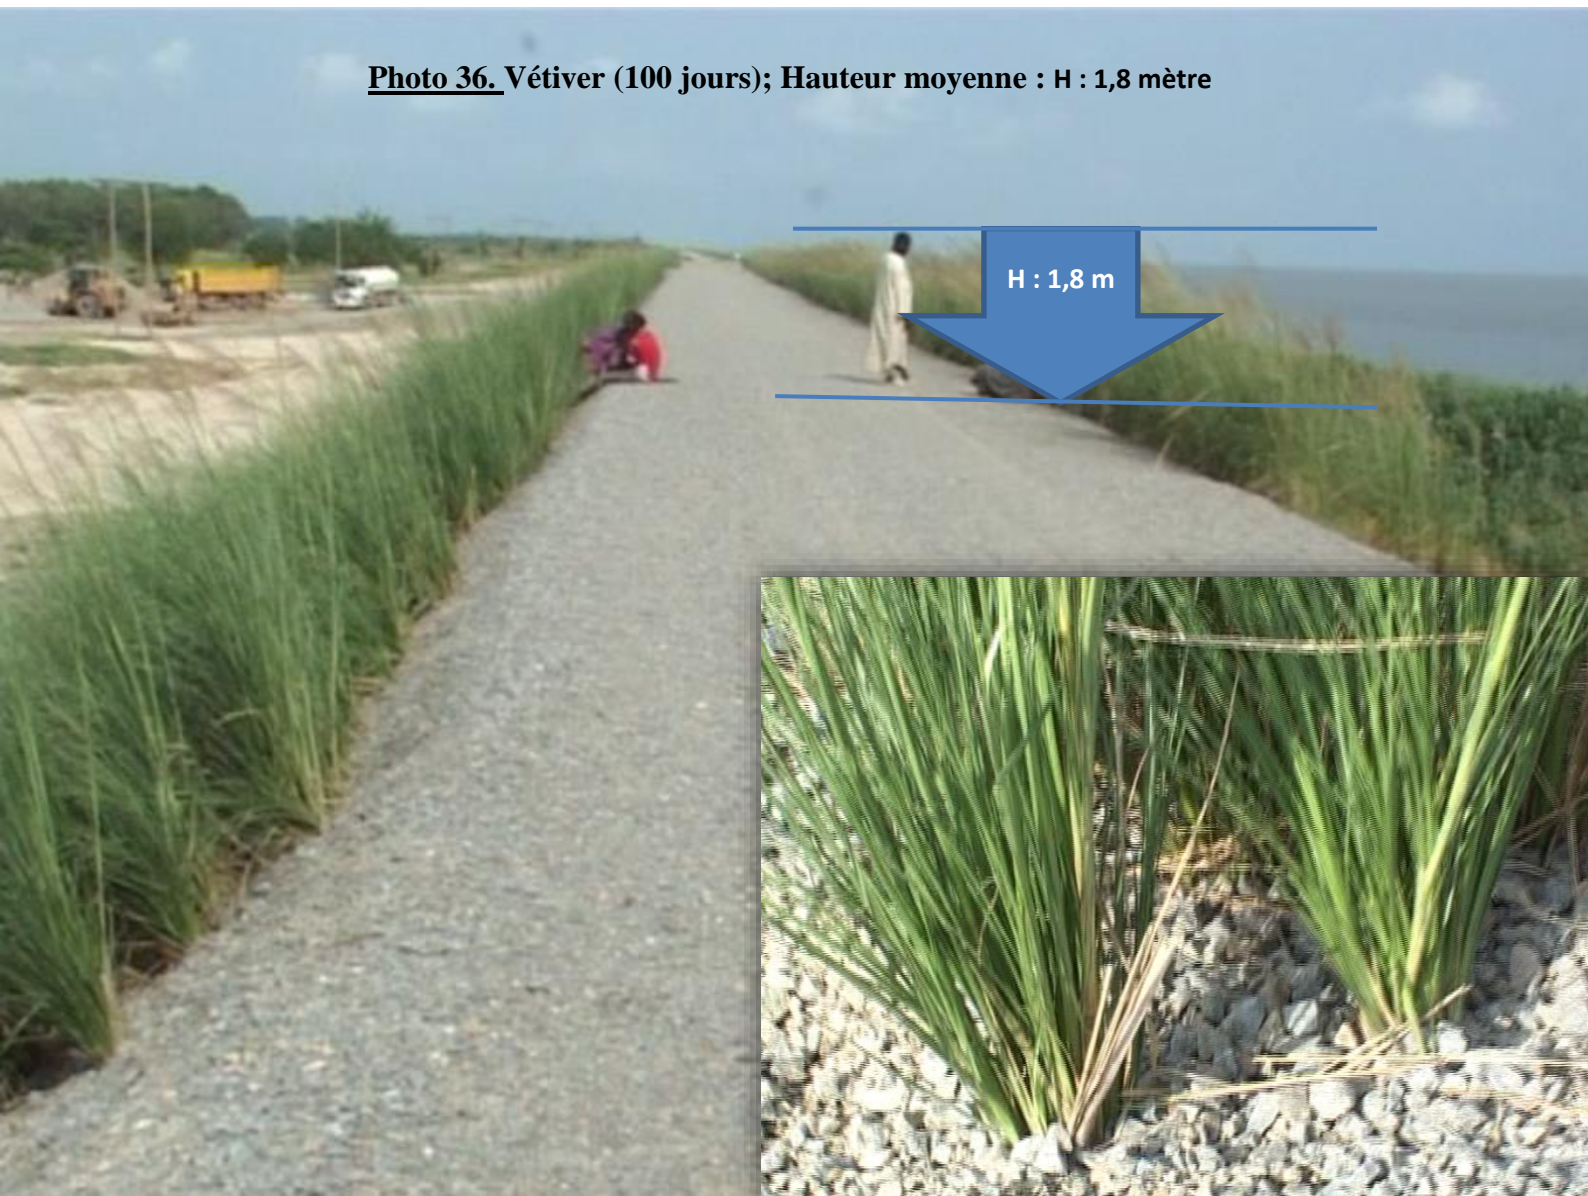 Photo 36. Vétiver (100 jours); Hauteur moyenne : H : 1,8 mètre
H : 1,8 m